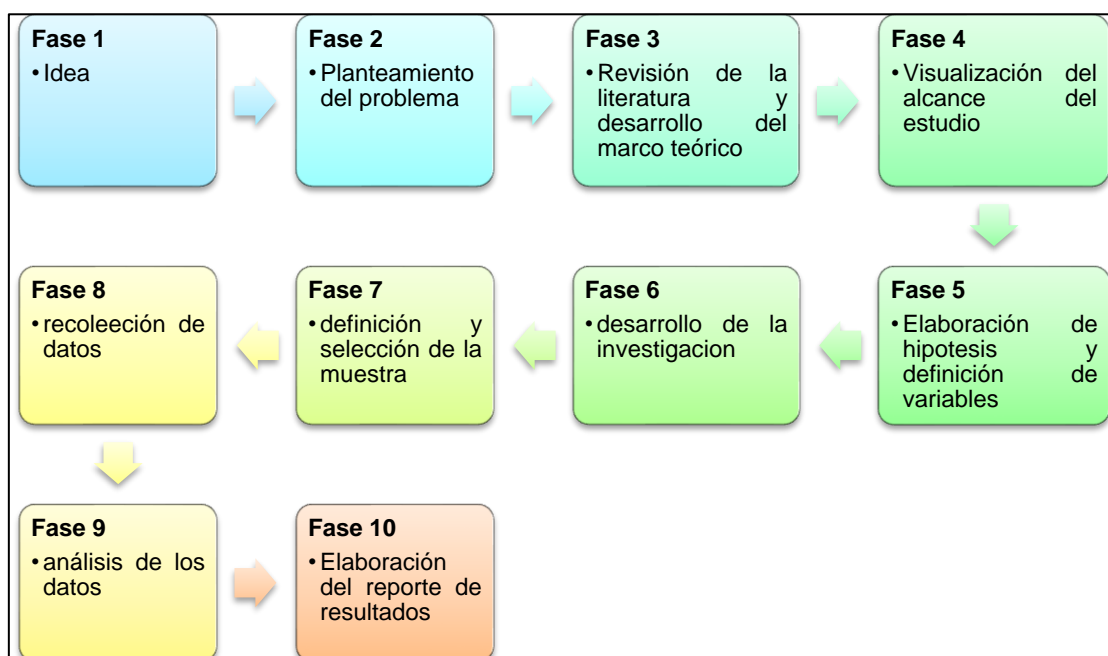 Fase 1
• Idea
Fase 2
• Planteamiento
del problema
Fase 3
• Revisión de la
literatura y
desarrollo del
marco teórico
Fase 4
• Visualización del
alcance del
estudio
Fase 5
• Elaboración de
hipotesis y
definición de
variables
Fase 6
• desarrollo de la
investigacion
Fase 7
• definición y
selección de la
muestra
Fase 8
• recoleeción de
datos
Fase 9
• análisis de los
datos
Fase 10
• Elaboración
del reporte de
resultados